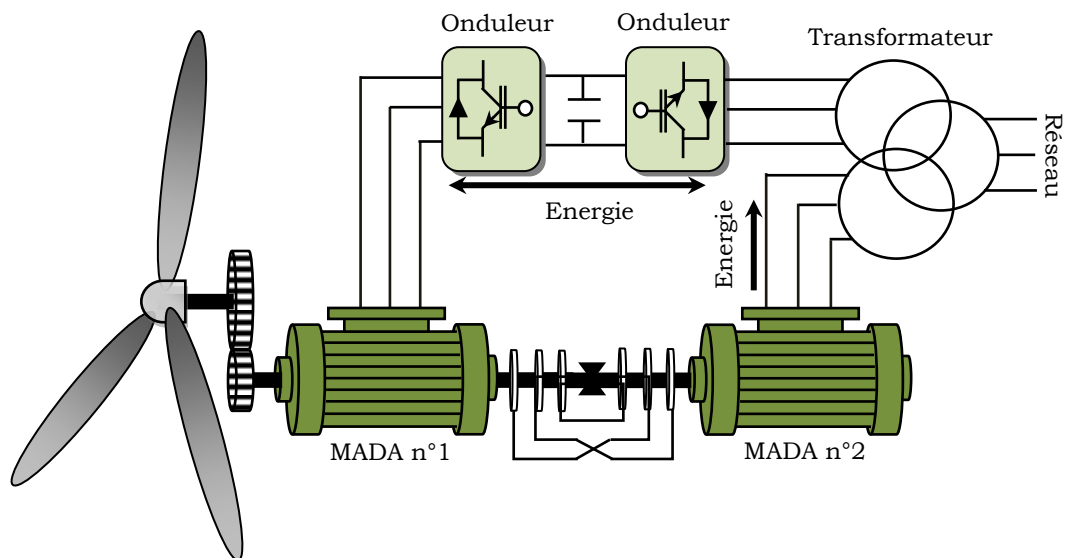 Onduleur
Onduleur
Transformateur
Réseau
Energie
Energie
MADA n°1
MADA n°2